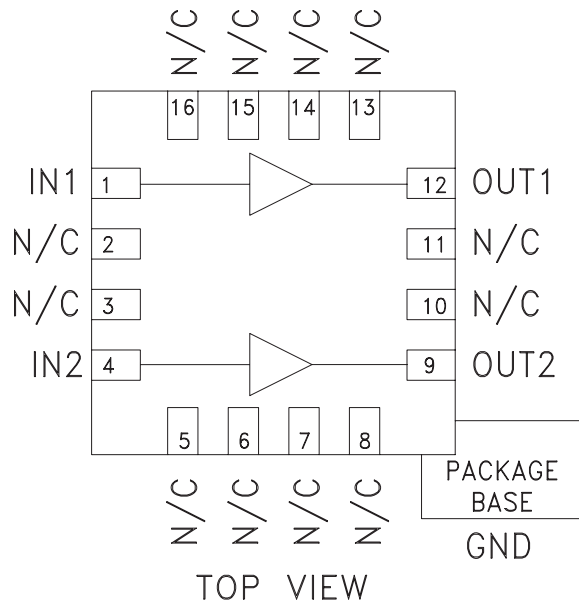 N/C N/C N/C N/C
16 15 14 13
IN1 1 12 OUT1
N/C 2 11 N/C
N/C 3 10 N/C
IN2 4 9 OUT2
5 6 7 8
N/C N/C N/C N/C
PACKAGE
BASE
GND
TOP VIEW